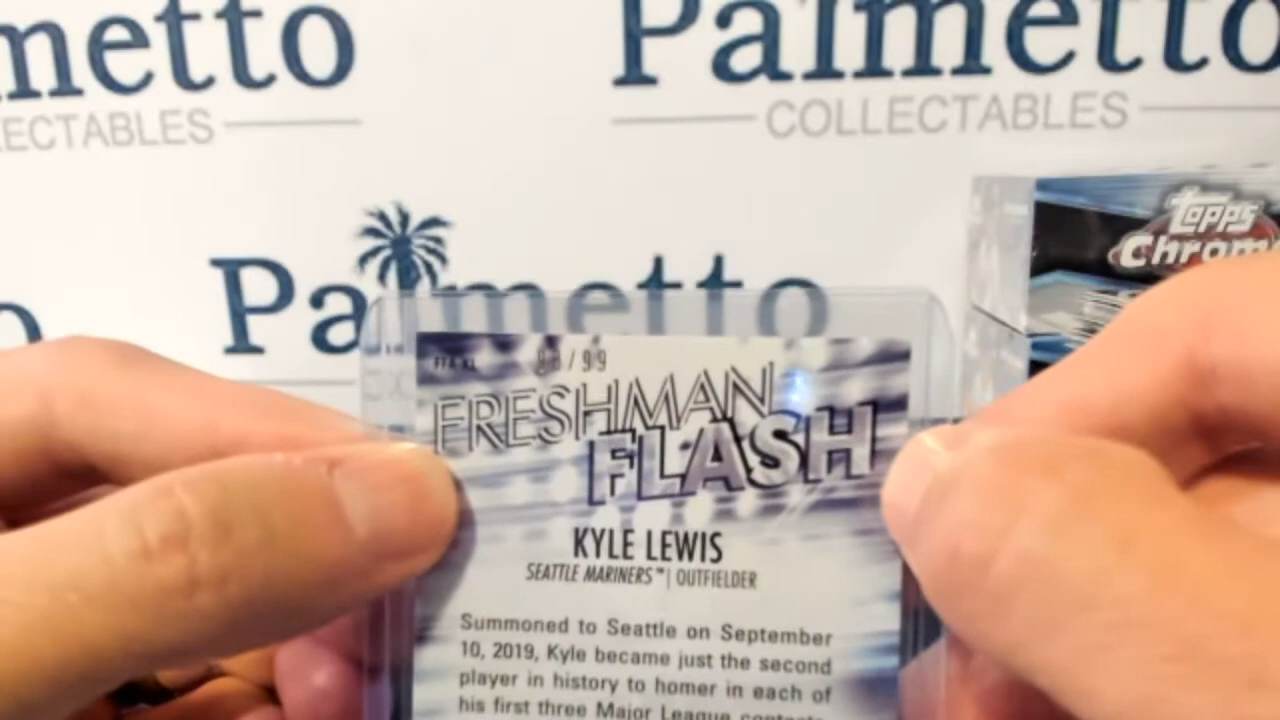 metto
Palmetto
LECTABLES
COLLECTABLES
Topps
Chrom
Palmetto
o
/99
FRESHMAN
FLASH
KYLE LEWIS
SEATTLE MARINERS™ | OUTFIELDER
Summoned to Seattle on September
10, 2019, Kyle became just the second
player in history to homer in each of
his first three Major League contests